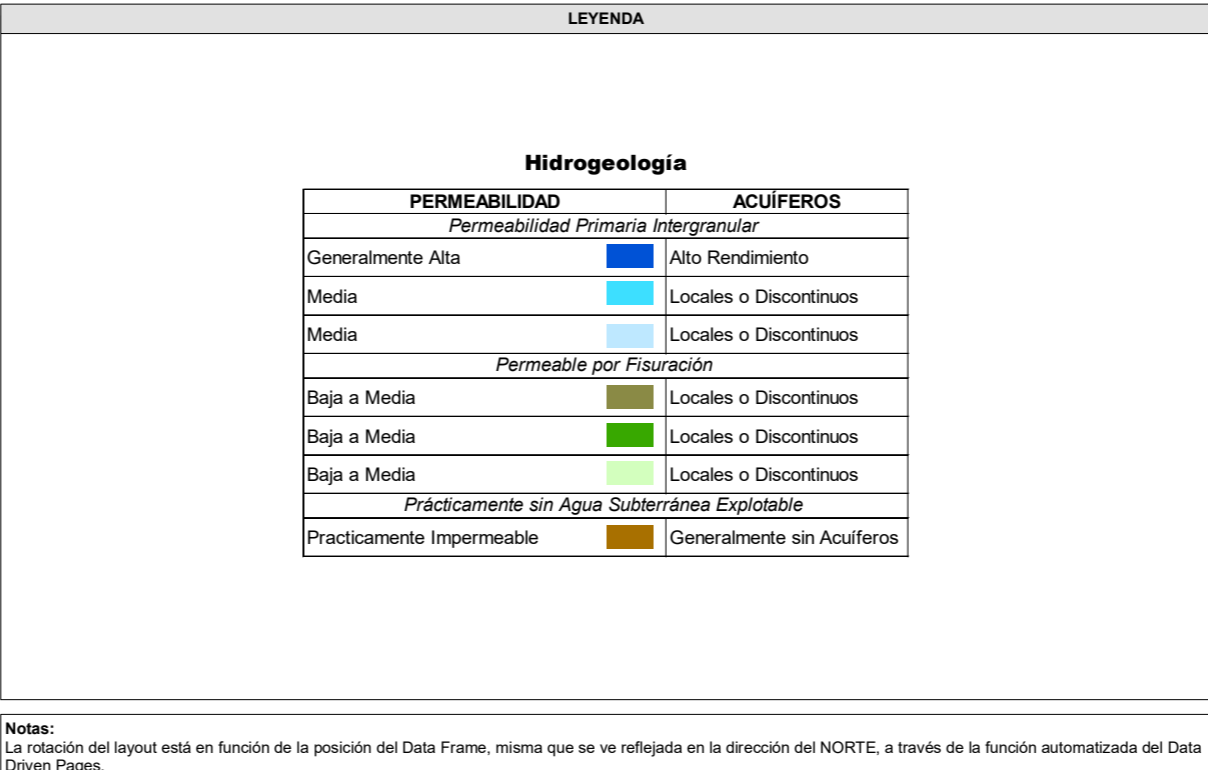 LEYENDA
Hidrogeología
PERMEABILIDAD ACUÍFEROS
Permeabilidad Primaria Intergranular
Generalmente Alta Alto Rendimiento
Media Locales o Discontinuos
Media Locales o Discontinuos
Permeable por Fisuración
Baja a Media Locales o Discontinuos
Baja a Media Locales o Discontinuos
Baja a Media Locales o Discontinuos
Prácticamente sin Agua Subterránea Explotable
Practicamente Impermeable Generalmente sin Acuíferos
Notas:
La rotación del layout está en función de la posición del Data Frame, misma que se ve reflejada en la dirección del NORTE, a través de la función automatizada del Data
Driven Pages.